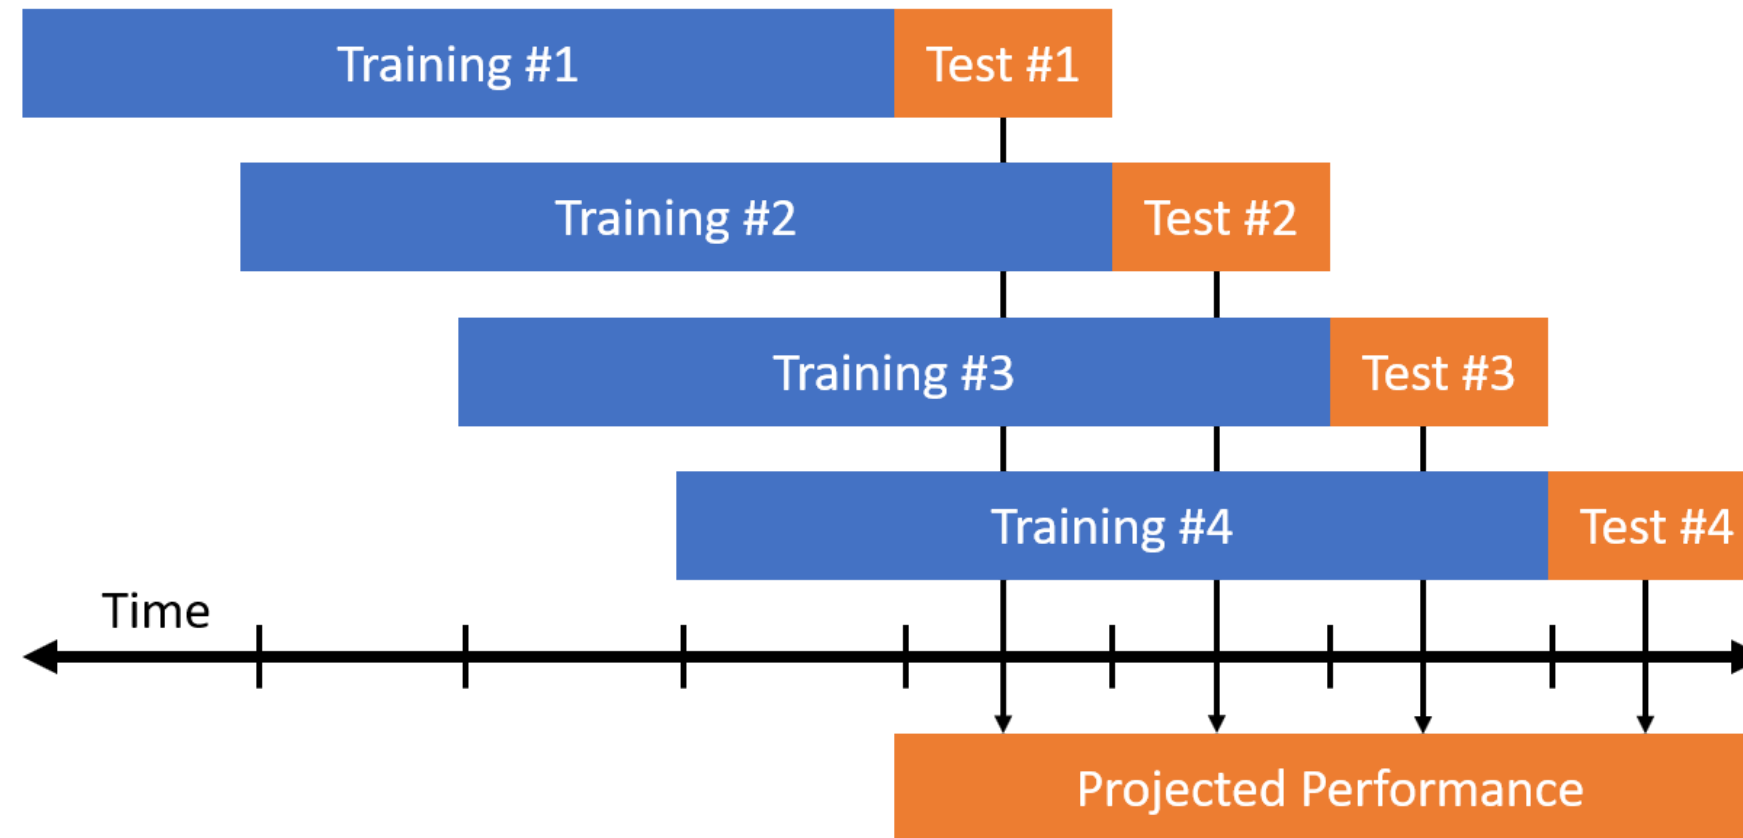 Training #1
Test #1
Training #2
Test #2
Training #3
Test #3
Training #4
Test #4
Time
Projected Performance